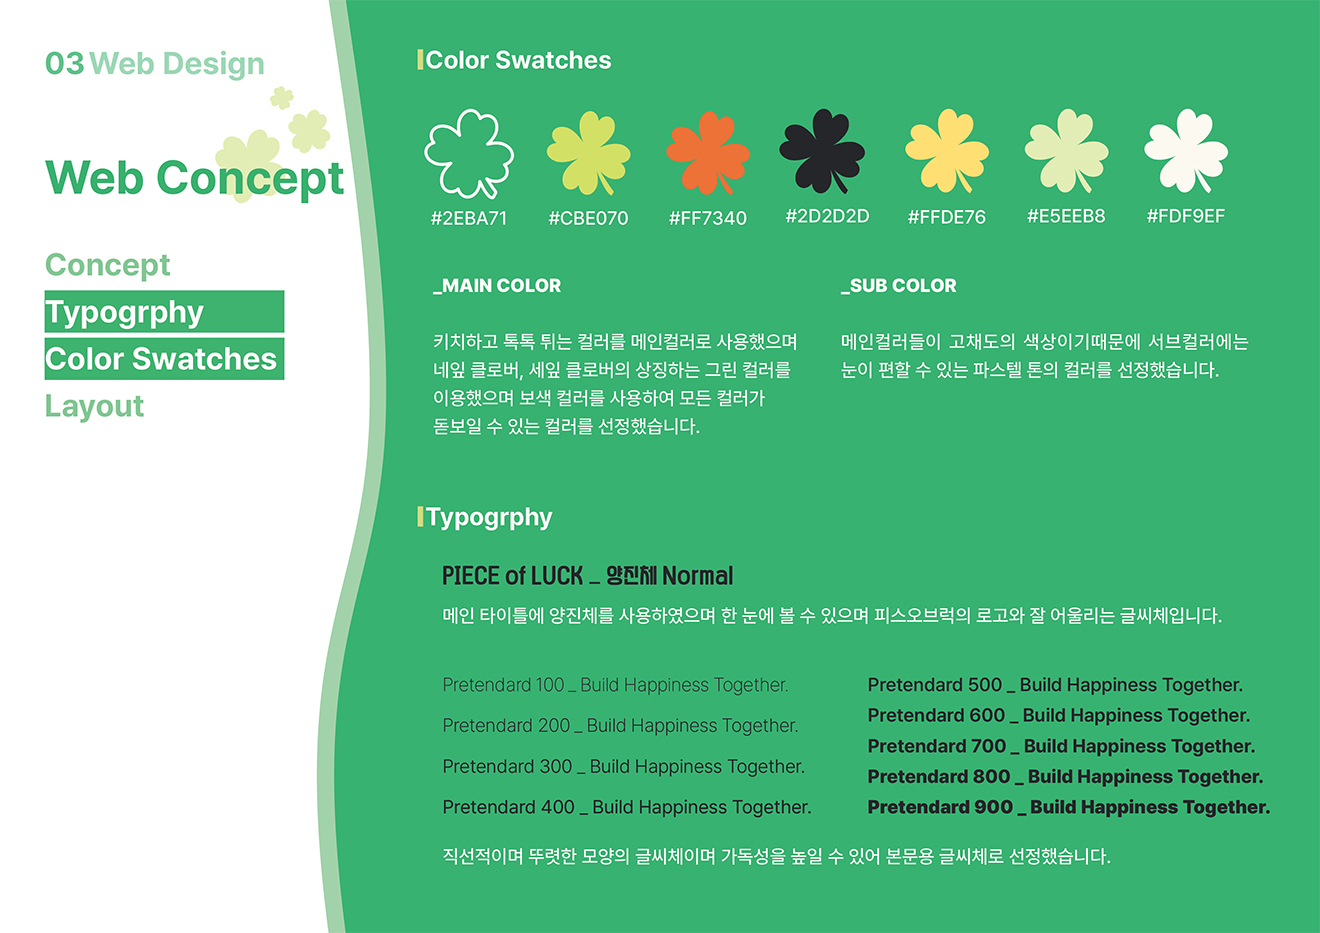 03 Web Design
Web Concept
Concept
Typogrphy
Color Swatches
Layout
Color Swatches
#2EBA71
#CBE070
#FF7340
#2D2D2D
#FFDE76
#E5EEB8
#FDF9EF
_MAIN COLOR
키치하고 톡톡 튀는 컬러를 메인컬러로 사용했으며
네잎 클로버, 세잎 클로버의 상징하는 그린 컬러를
이용했으며 보색 컬러를 사용하여 모든 컬러가
돋보일 수 있는 컬러를 선정했습니다.
_SUB COLOR
메인컬러들이 고채도의 색상이기때문에 서브컬러에는
눈이 편할 수 있는 파스텔 톤의 컬러를 선정했습니다.
Typogrphy
PIECE of LUCK _ 양진체 Normal
메인 타이틀에 양진체를 사용하였으며 한 눈에 볼 수 있으며 피스오브럭의 로고와 잘 어울리는 글씨체입니다.
Pretendard 100 _ Build Happiness Together.
Pretendard 200 _ Build Happiness Together.
Pretendard 300 _ Build Happiness Together.
Pretendard 400 _ Build Happiness Together.
Pretendard 500 _ Build Happiness Together.
Pretendard 600 _ Build Happiness Together.
Pretendard 700 _ Build Happiness Together.
Pretendard 800 _ Build Happiness Together.
Pretendard 900 _ Build Happiness Together.
직선적이며 뚜렷한 모양의 글씨체이며 가독성을 높일 수 있어 본문용 글씨체로 선정했습니다.